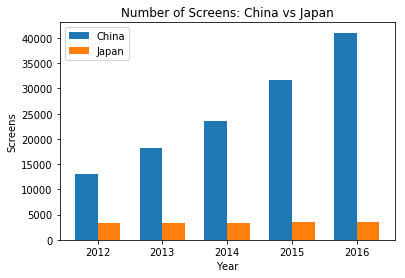 Number of Screens: China vs Japan
China
Japan
40000
35000
30000
25000
20000
15000
10000
5000
0
Screens
2012 2013 2014 2015 2016
Year